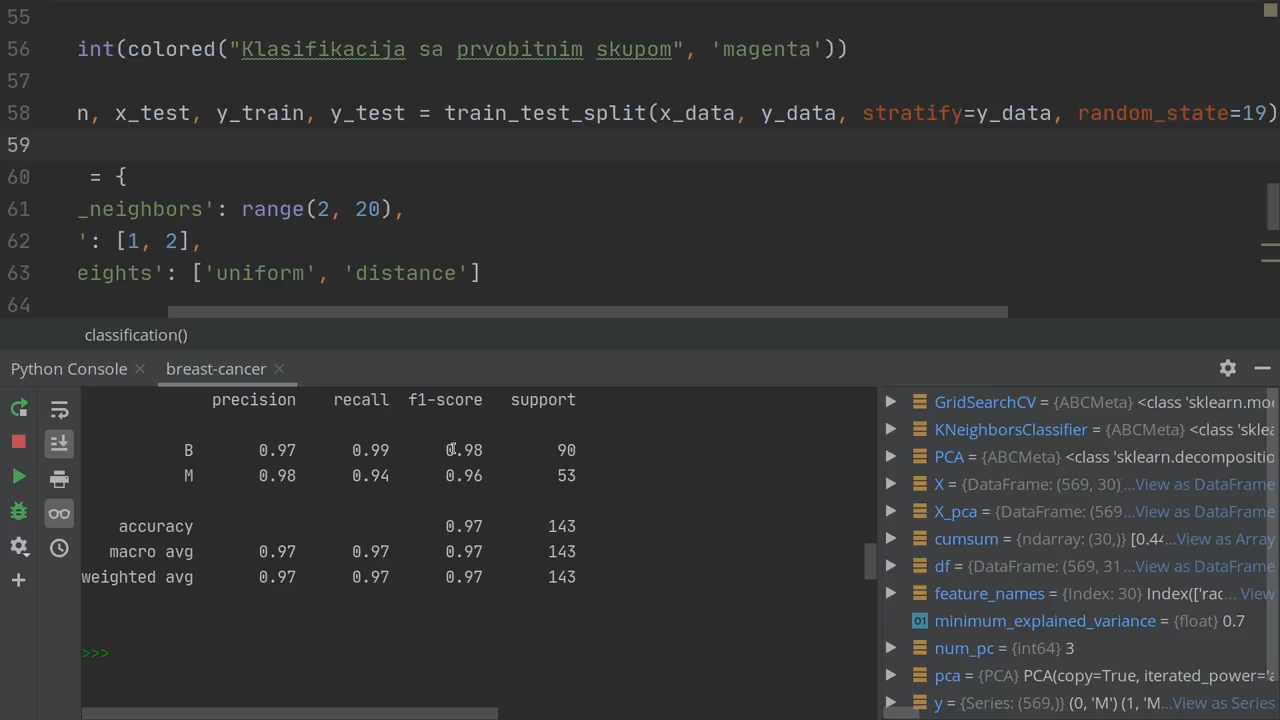 55
56 int(colored("Klasifikacija sa prvobitnim skupom", 'magenta'))
57
58 n, x_test, y_train, y_test = train_test_split(x_data, y_data, stratify=y_data, random_state=19)
59
60 = {
61 _neighbors': range(2, 20),
62 ': [1, 2],
63 eights': ['uniform', 'distance']
64
classification()
Python Console breast-cancer
precision recall f1-score support
B 0.97 0.99 0.98 90
M 0.98 0.94 0.96 53
accuracy 0.97 143
macro avg 0.97 0.97 0.97 143
weighted avg 0.97 0.97 0.97 143
>>>
GridSearchCV = {ABCMeta} <class 'sklearn.mo
KNeighborsClassifier = {ABCMeta} <class 'skle
PCA = {ABCMeta} <class 'sklearn.decompositio
X = {DataFrame: (569, 30) ...View as DataFrame
X_pca = {DataFrame: (569... View as DataFrame
cumsum = {ndarray: (30,)} [0.44...View as Array
df = {DataFrame: (569, 31... View as DataFrame
feature_names = {Index: 30} Index(['rac... View
01 minimum_explained_variance = {float} 0.7
num_pc = {int64} 3
pca = {PCA} PCA(copy=True, iterated_power='a
y = {Series: (569,)} (0, 'M') (1, 'M...View as Series